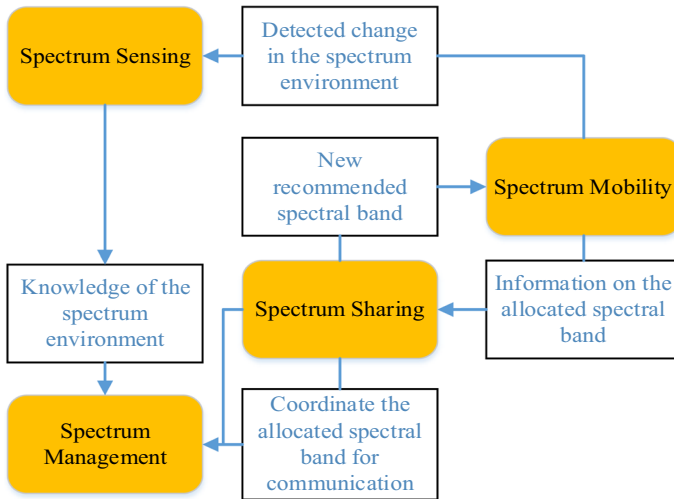 Spectrum Sensing
Detected change
in the spectrum
environment
New
recommended
spectral band
Spectrum Mobility
Knowledge of the
spectrum
environment
Spectrum Sharing
Information on the
allocated spectral
band
Spectrum
Management
Coordinate the
allocated spectral
band for
communication